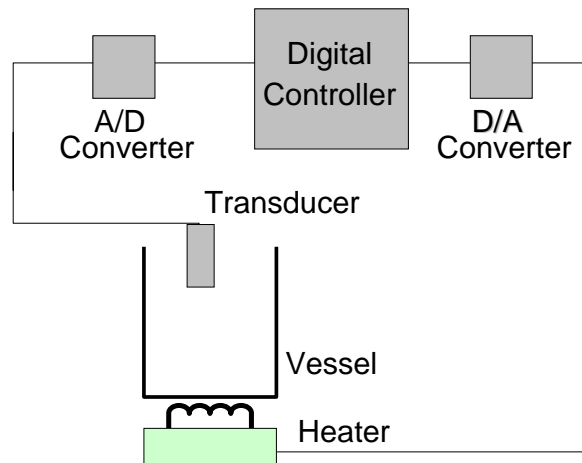 Digital
Controller
A/D
Converter
D/A
Converter
Transducer
Vessel
Heater